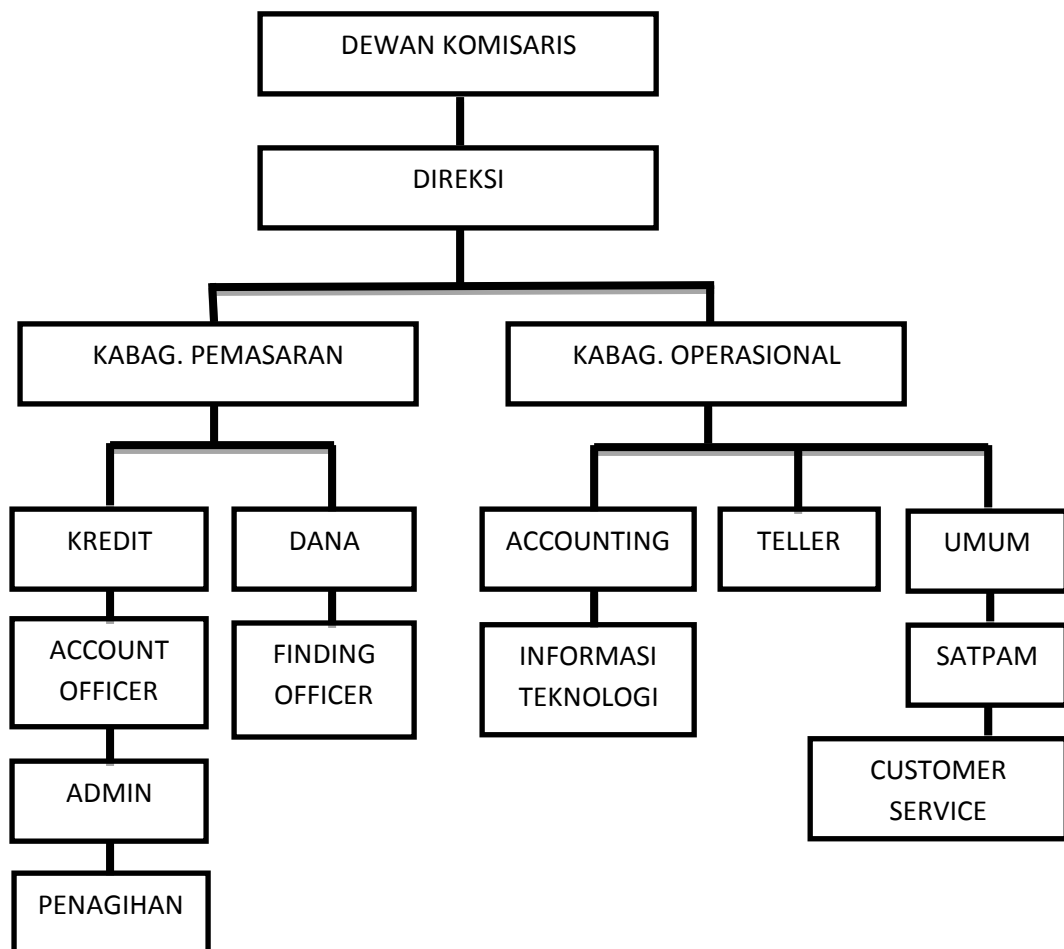 DEWAN KOMISARIS
DIREKSI
KABAG. PEMASARAN
KABAG. OPERASIONAL
KREDIT
DANA
ACCOUNTING
TELLER
UMUM
ACCOUNT
OFFICER
FINDING
OFFICER
INFORMASI
TEKNOLOGI
SATPAM
ADMIN
CUSTOMER
SERVICE
PENAGIHAN